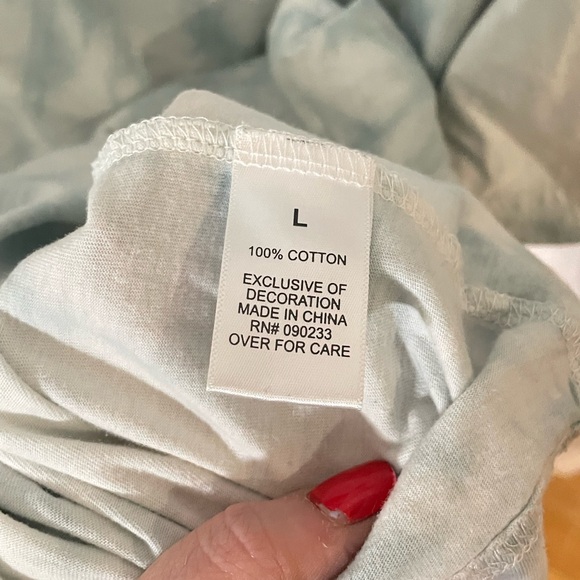 L
100% COTTON
EXCLUSIVE OF
DECORATION
MADE IN CHINA
RN# 090233
OVER FOR CARE